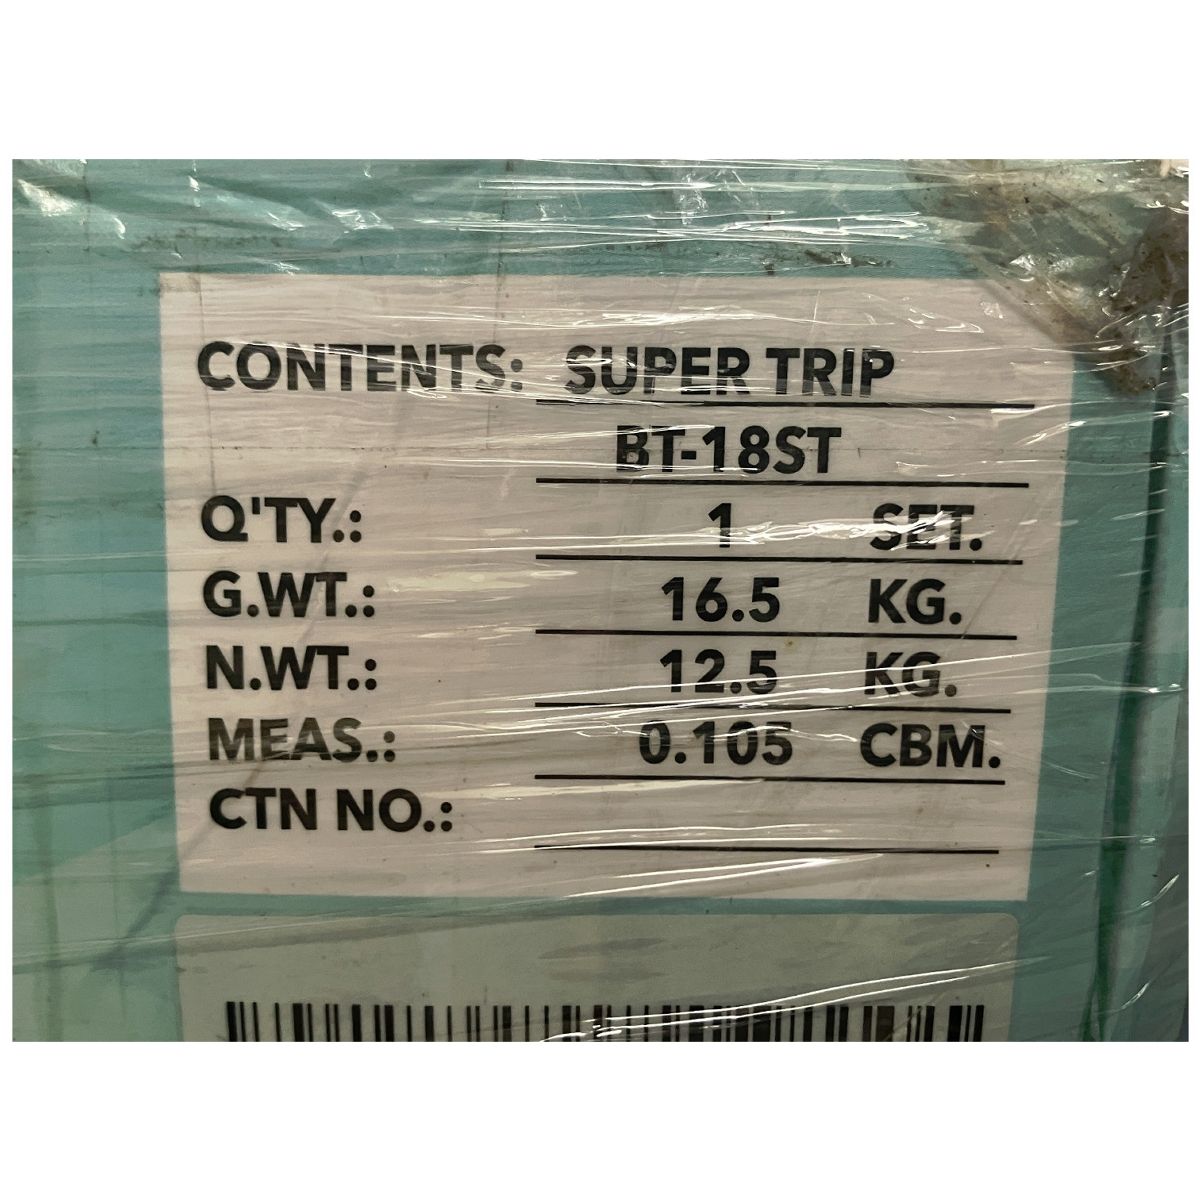 CONTENTS: SUPER TRIP
BT-18ST
Q'TY.: 1 SET.
G.WT.: 16.5 KG.
N.WT.: 12.5 KG.
MEAS.: 0.105 CBM.
CTN NO.: